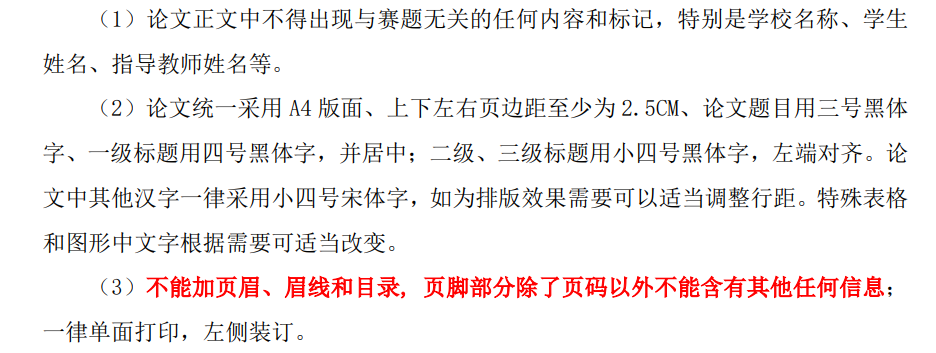 （1）论文正文中不得出现与赛题无关的任何内容和标记，特别是学校名称、学生
姓名、指导教师姓名等。
（2）论文统一采用 A4 版面、上下左右页边距至少为 2.5CM、论文题目用三号黑体
字、一级标题用四号黑体字，并居中；二级、三级标题用小四号黑体字，左端对齐。论
文中其他汉字一律采用小四号宋体字，如为排版效果需要可以适当调整行距。特殊表格
和图形中文字根据需要可适当改变。
（3）不能加页眉、眉线和目录, 页脚部分除了页码以外不能含有其他任何信息；
一律单面打印，左侧装订。